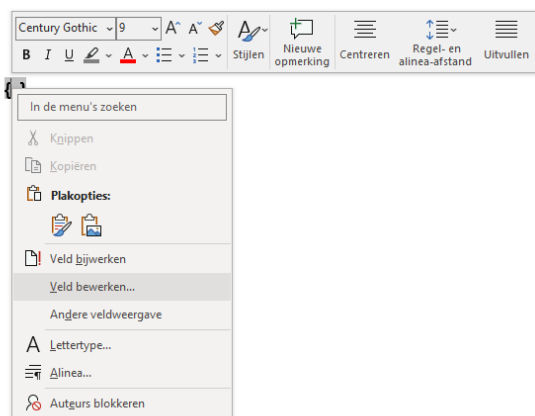 Century Gothic 9 A A
B I U A Stijlen Nieuwe opmerking Centreren Regel- en alinea-afstand Uitvullen
{ }
In de menu's zoeken
Knippen
Kopiëren
Plakopties:
Veld bijwerken
Veld bewerken...
Andere veldweergave
A Lettertype...
Alinea...
Auteurs blokkeren